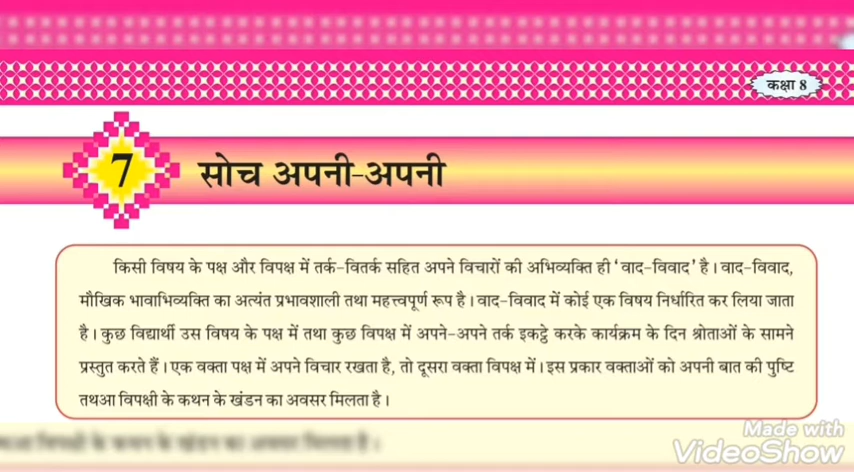 कक्षा 8
7 सोच अपनी-अपनी
किसी विषय के पक्ष और विपक्ष में तर्क-वितर्क सहित अपने विचारों की अभिव्यक्ति ही 'वाद-विवाद' है। वाद-विवाद,
मौखिक भावाभिव्यक्ति का अत्यंत प्रभावशाली तथा महत्त्वपूर्ण रूप है। वाद-विवाद में कोई एक विषय निर्धारित कर लिया जाता
है। कुछ विद्यार्थी उस विषय के पक्ष में तथा कुछ विपक्ष में अपने-अपने तर्क इकट्ठे करके कार्यक्रम के दिन श्रोताओं के सामने
प्रस्तुत करते हैं। एक वक्ता पक्ष में अपने विचार रखता है, तो दूसरा वक्ता विपक्ष में। इस प्रकार वक्ताओं को अपनी बात की पुष्टि
तथआ विपक्षी के कथन के खंडन का अवसर मिलता है।
Made with
VideoShow